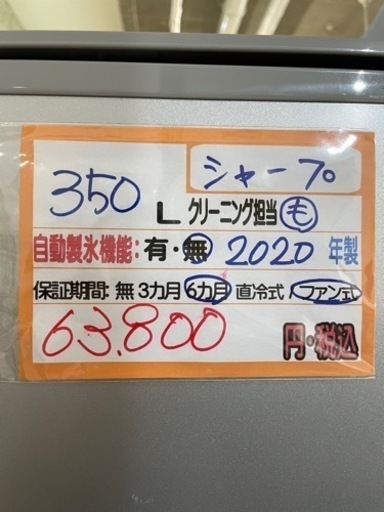 シャープ
350 L クリーニング担当 も
自動製氷機能：有・無 2020 年製
保証期間：無 3カ月 6カ月 直冷式 / ファン式
63.800 円・税込